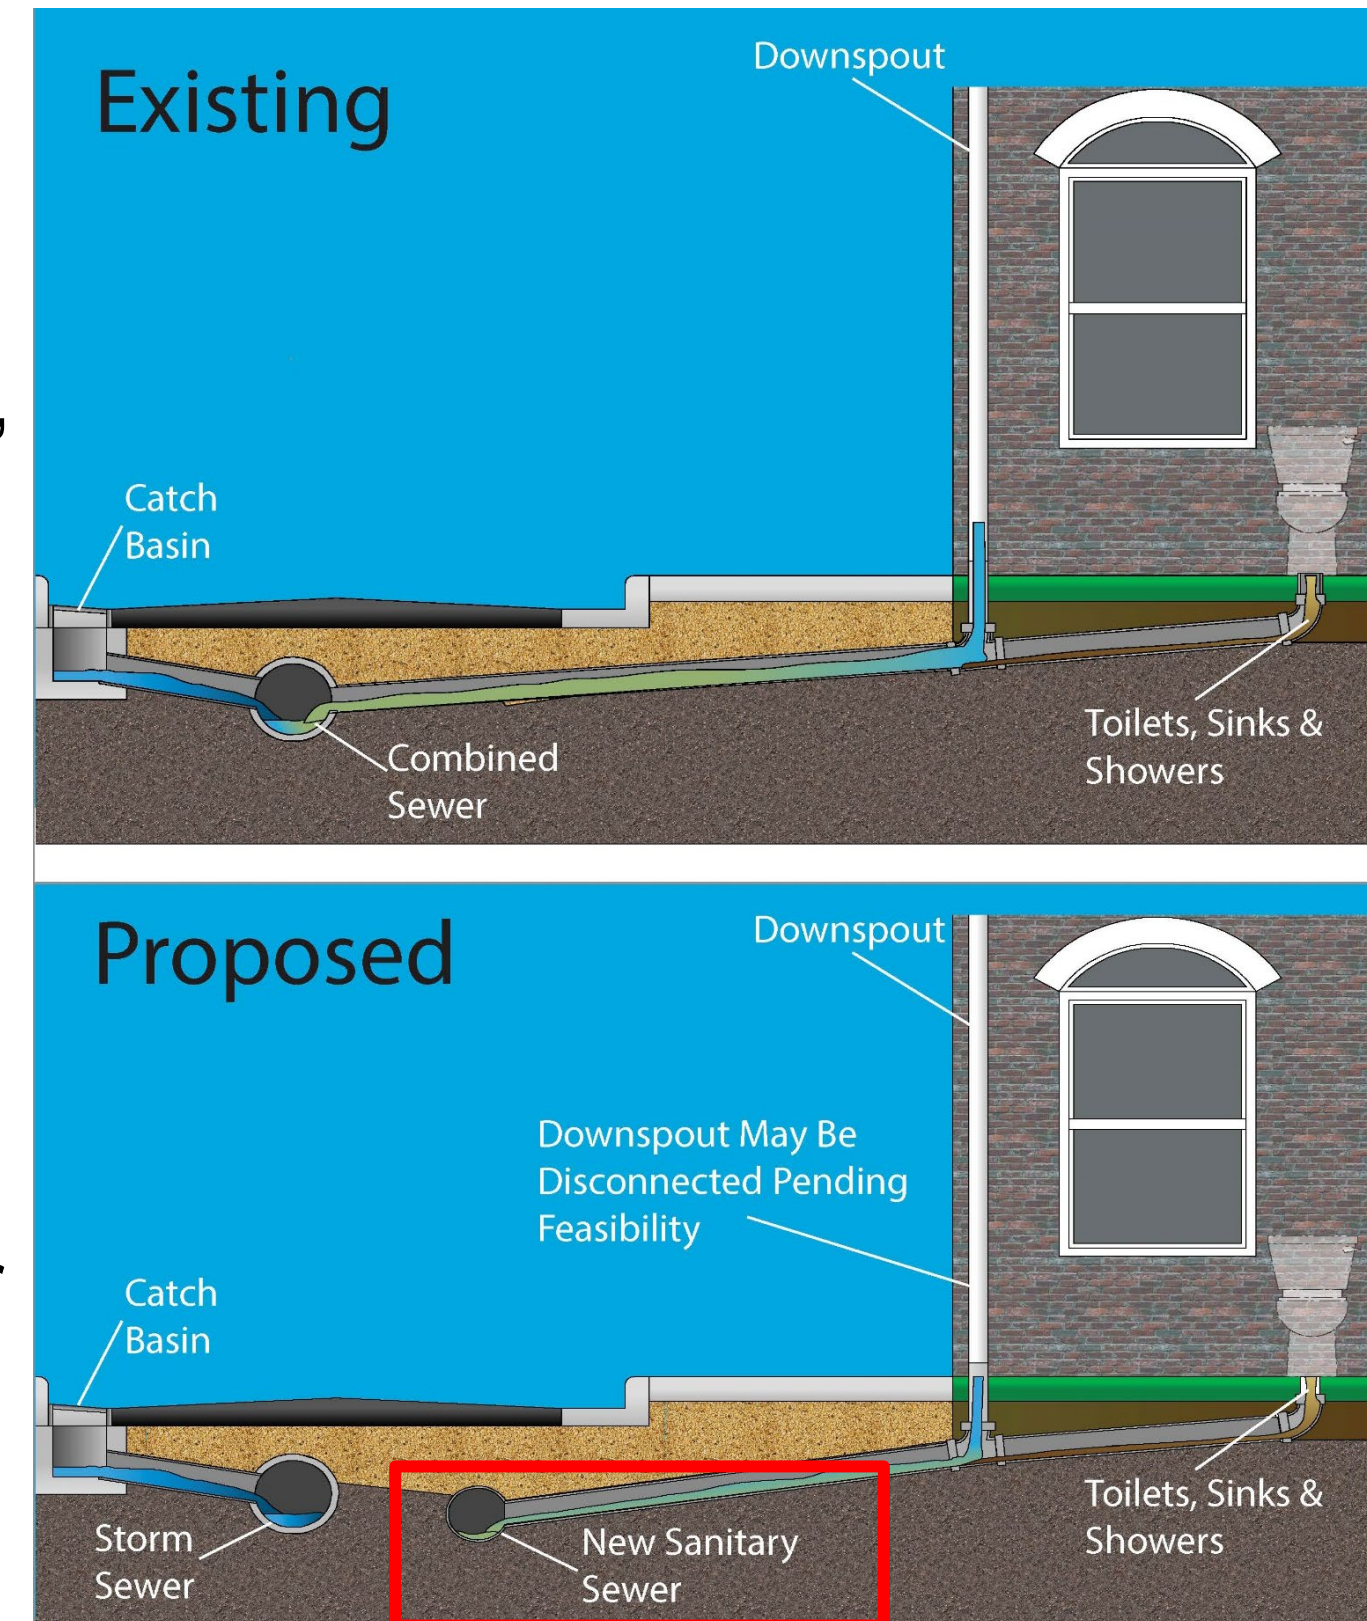 Existing
Downspout
Catch
Basin
Combined
Sewer
Toilets, Sinks &
Showers
Proposed
Downspout
Downspout May Be
Disconnected Pending
Feasibility
Catch
Basin
Storm
Sewer
New Sanitary
Sewer
Toilets, Sinks &
Showers